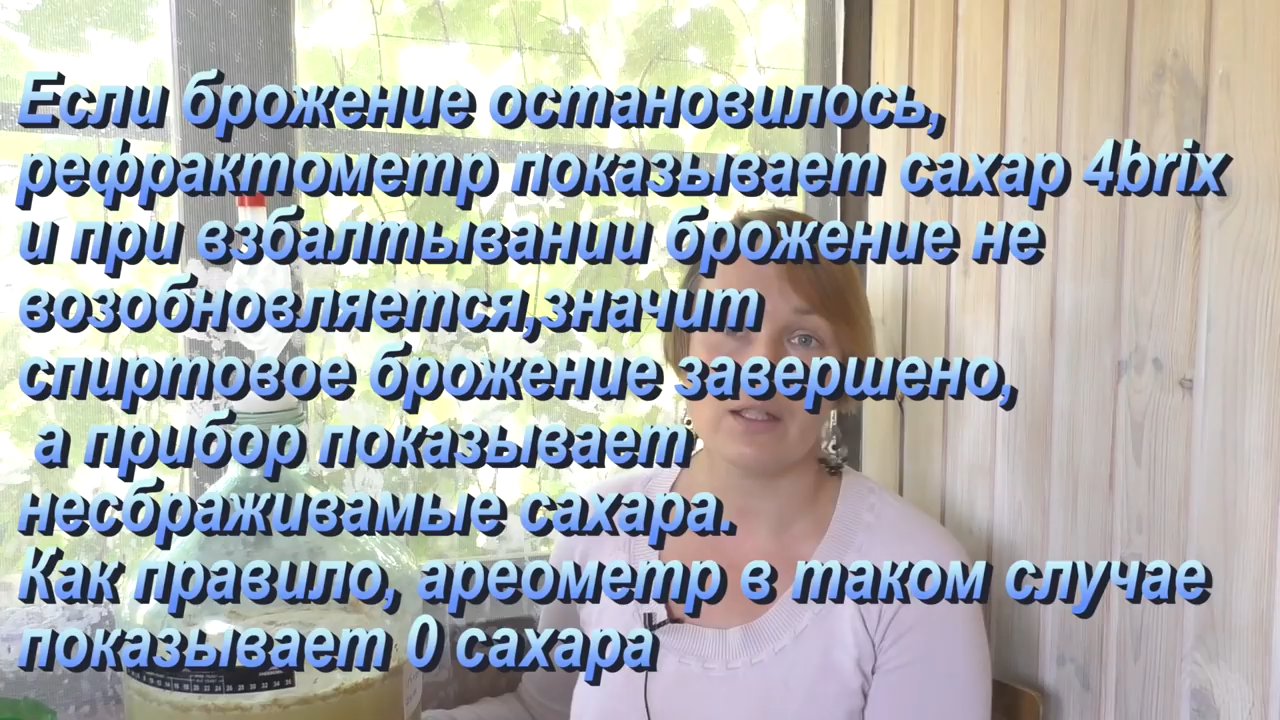 Если брожение остановилось,
рефрактометр показывает сахар 4brix
и при взбалтывании брожение не
возобновляется,значит
спиртовое брожение завершено,
а прибор показывает
несбраживамые сахара.
Как правило, ареометр в таком случае
показывает 0 сахара